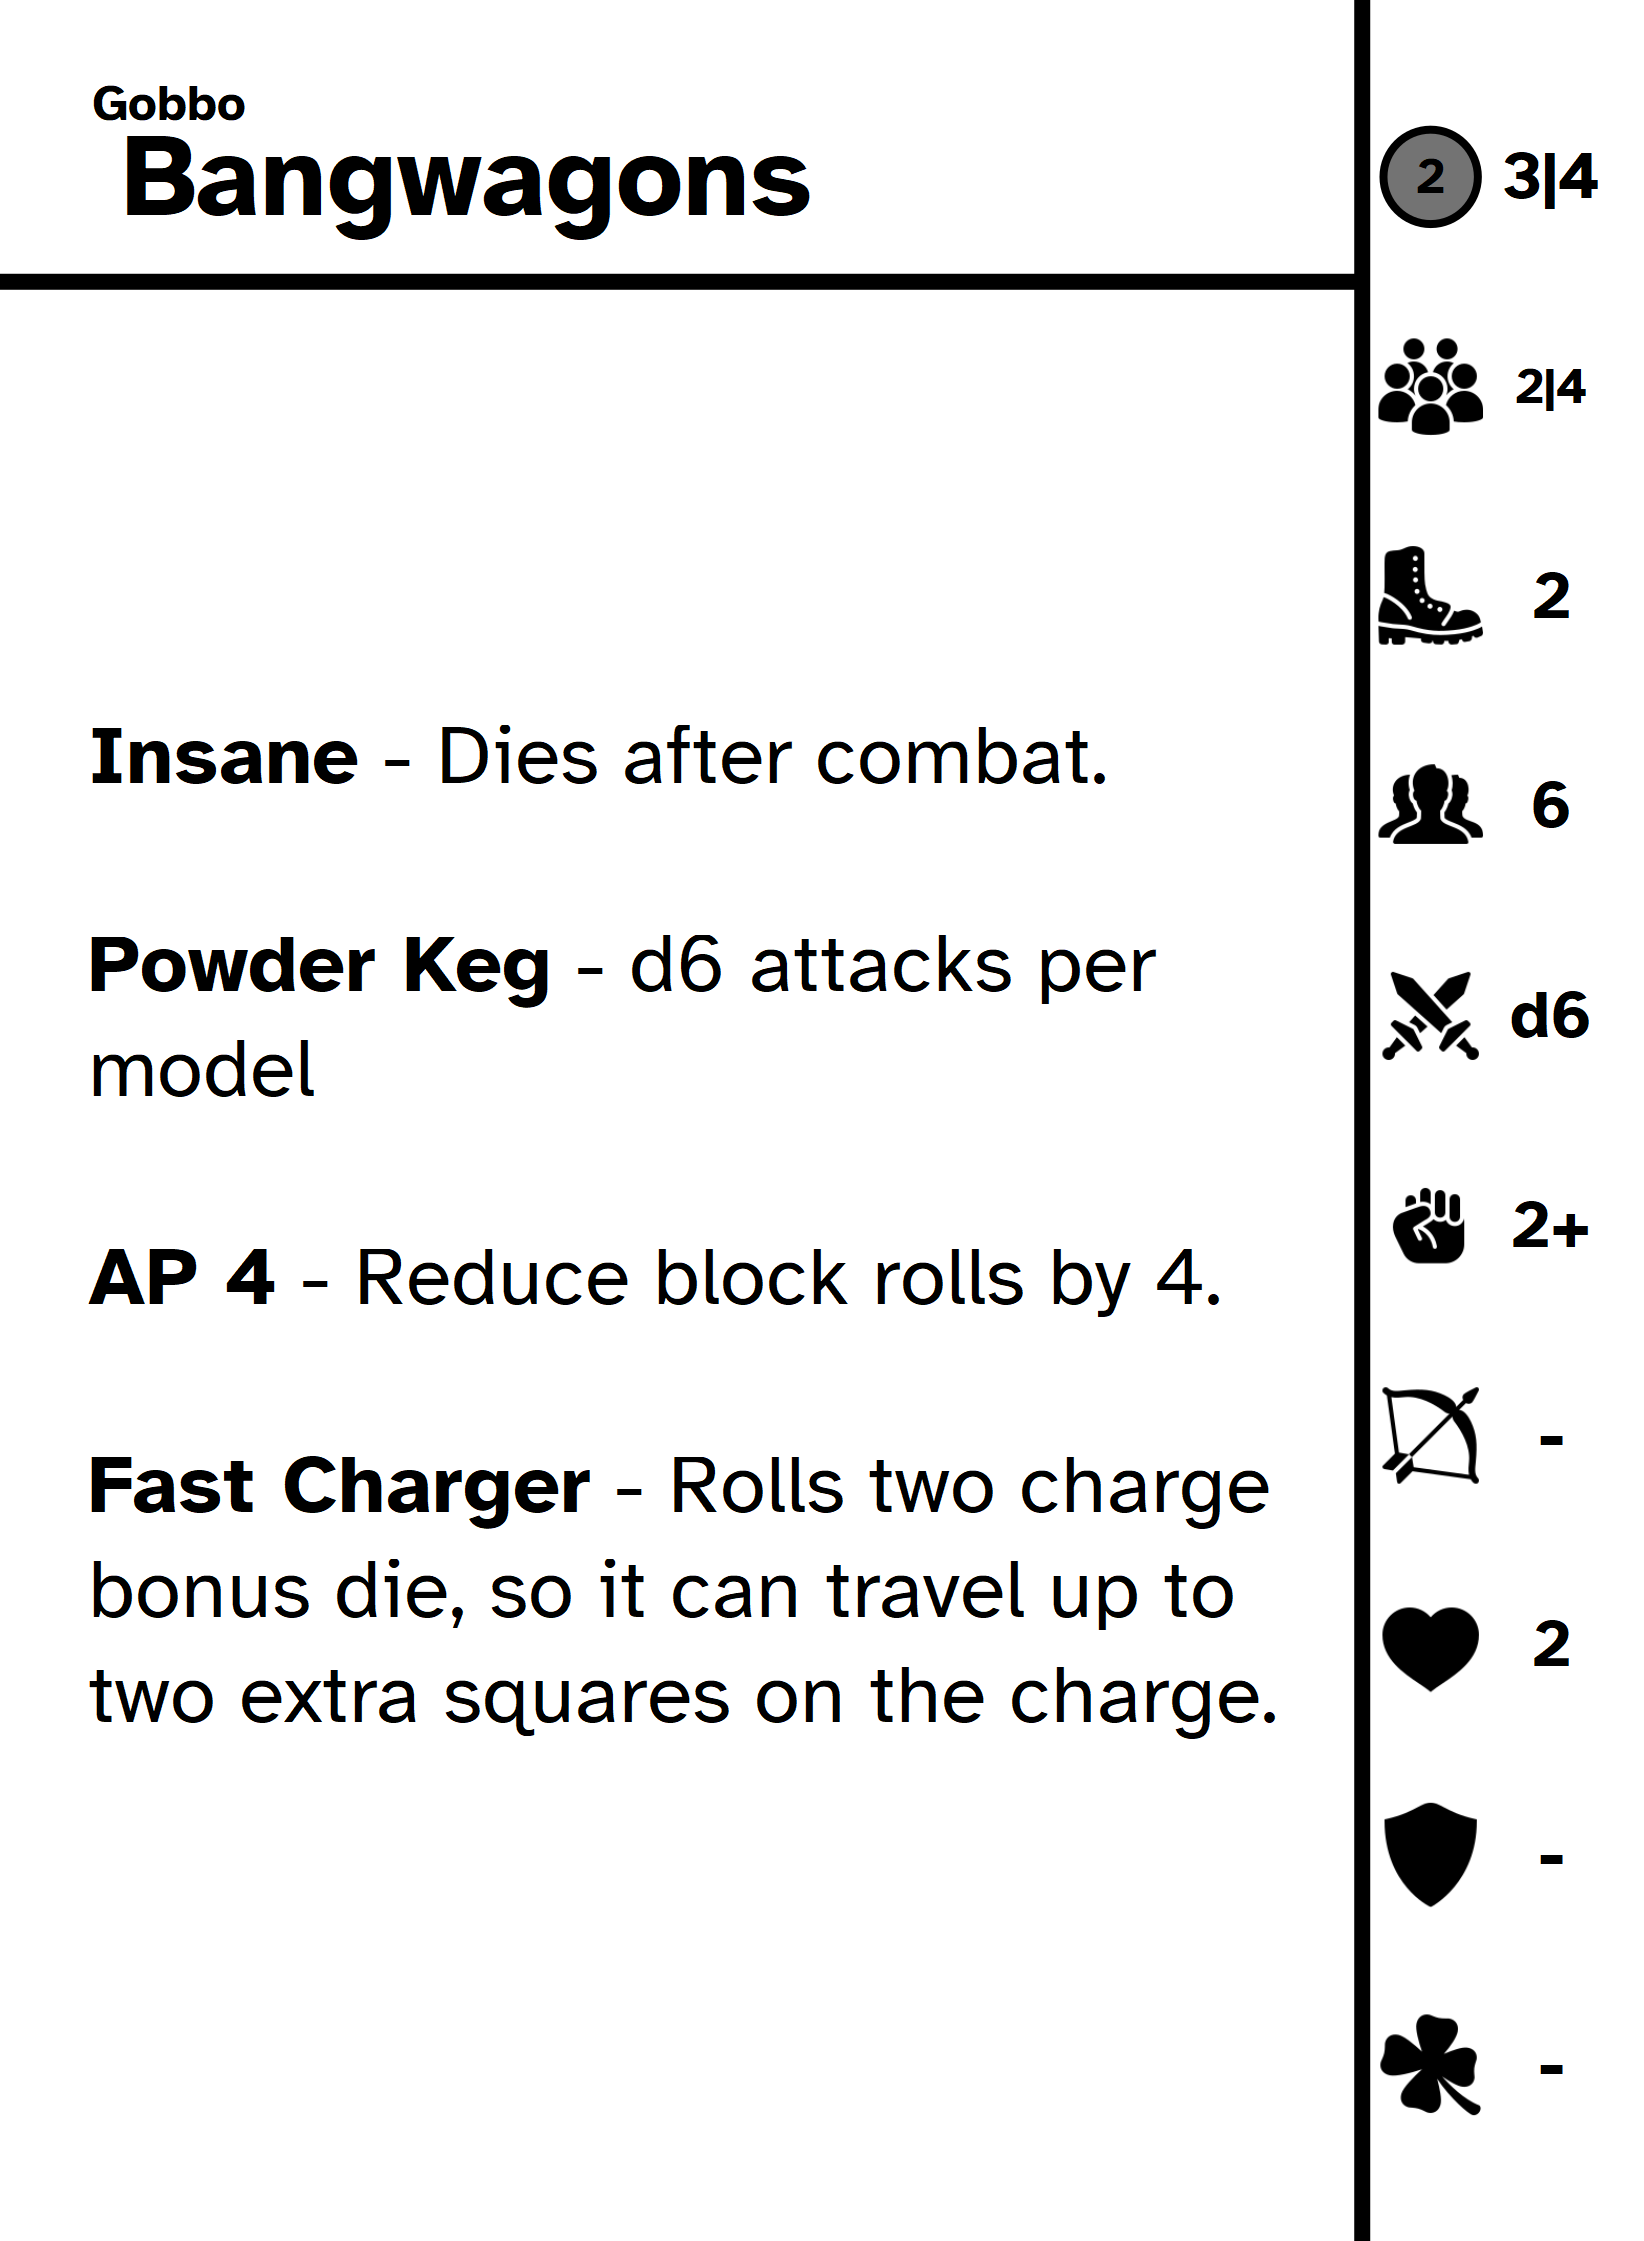 Gobbo
Bangwagons
2 3|4
2|4
2
6
d6
2+
-
2
-
-
Insane - Dies after combat.
Powder Keg - d6 attacks per
model
AP 4 - Reduce block rolls by 4.
Fast Charger - Rolls two charge
bonus die, so it can travel up to
two extra squares on the charge.